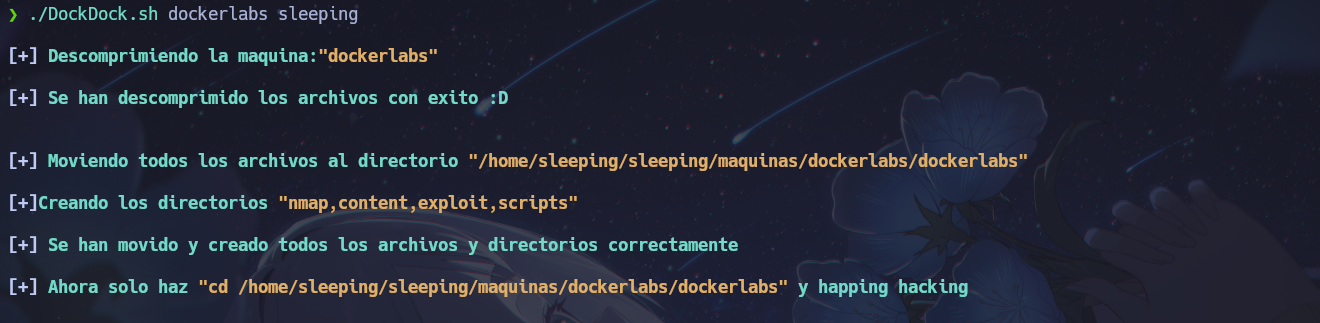 ❯ ./DockDock.sh dockerlabs sleeping
[+] Descomprimiendo la maquina:"dockerlabs"
[+] Se han descomprimido los archivos con exito :D
[+] Moviendo todos los archivos al directorio "/home/sleeping/sleeping/maquinas/dockerlabs/dockerlabs"
[+]Creando los directorios "nmap,content,exploit,scripts"
[+] Se han movido y creado todos los archivos y directorios correctamente
[+] Ahora solo haz "cd /home/sleeping/sleeping/maquinas/dockerlabs/dockerlabs" y happing hacking